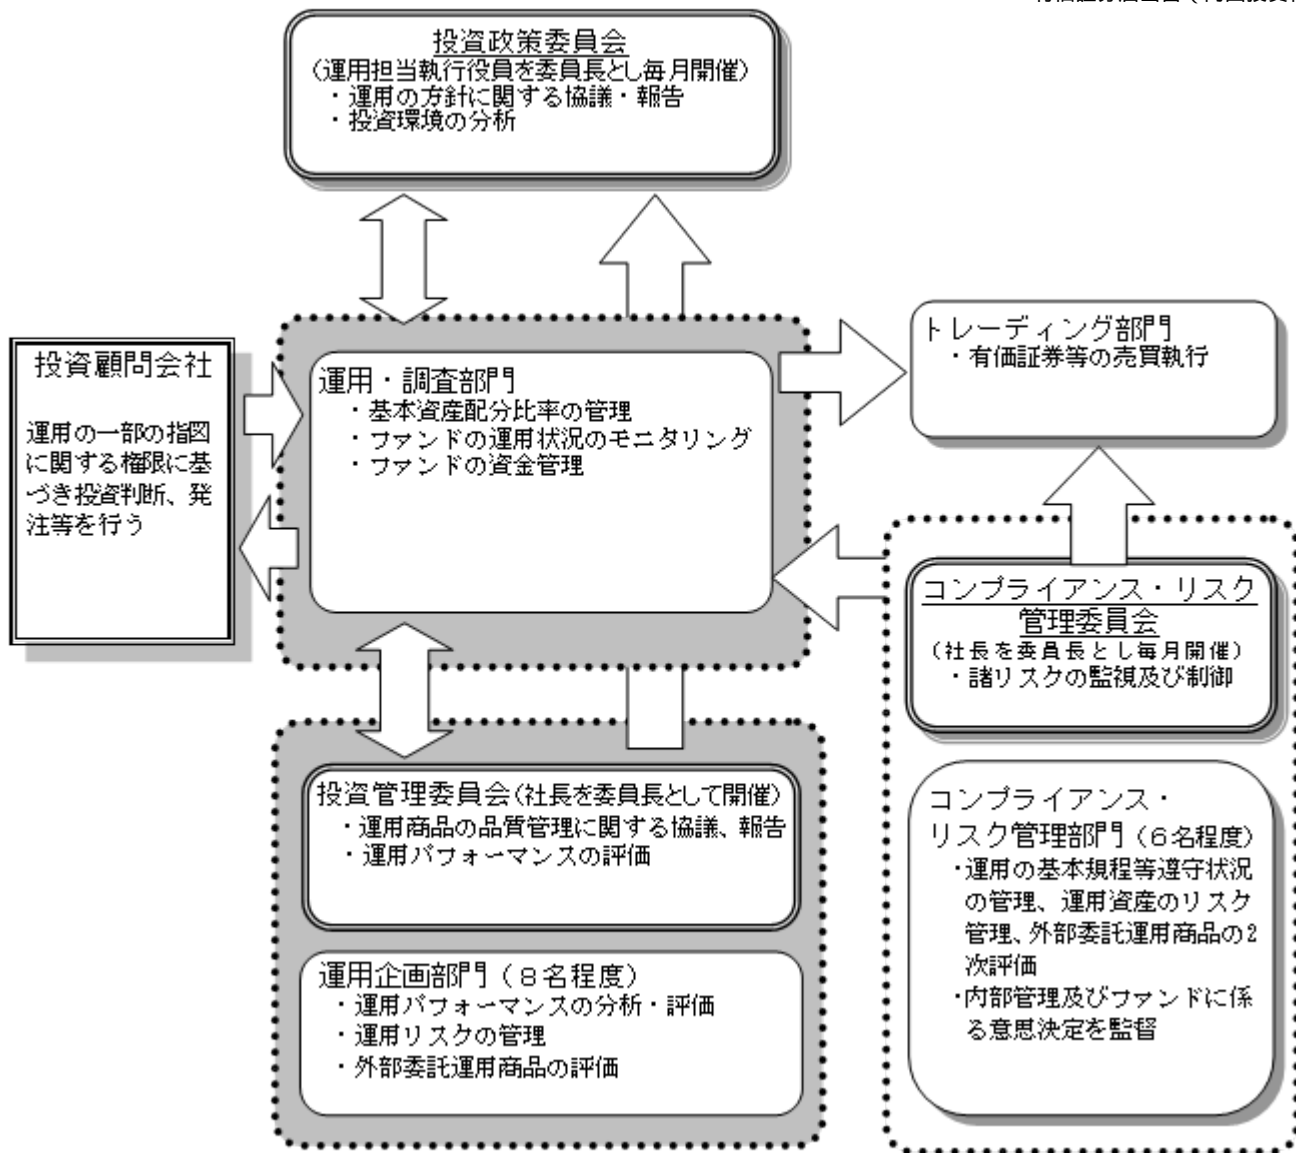 投資政策委員会
(運用担当執行役員を委員長とし毎月開催)
・運用の方針に関する協議・報告
・投資環境の分析
トレーディング部門
・有価証券等の売買執行
投資顧問会社
運用の一部の指図
に関する権限に基
づき投資判断、発
注等を行う
運用・調査部門
・基本資産配分比率の管理
・ファンドの運用状況のモニタリング
・ファンドの資金管理
コンプライアンス・リスク
管理委員会
(社長を委員長とし毎月開催)
・諸リスクの監視及び制御
投資管理委員会(社長を委員長として開催)
・運用商品の品質管理に関する協議、報告
・運用パフォーマンスの評価
コンプライアンス・
リスク管理部門(6名程度)
・運用の基本規程等遵守状況
の管理、運用資産のリスク
管理、外部委託運用商品の2
次評価
・内部管理及びファンドに係
る意思決定を監督
運用企画部門(8名程度)
・運用パフォーマンスの分析・評価
・運用リスクの管理
・外部委託運用商品の評価